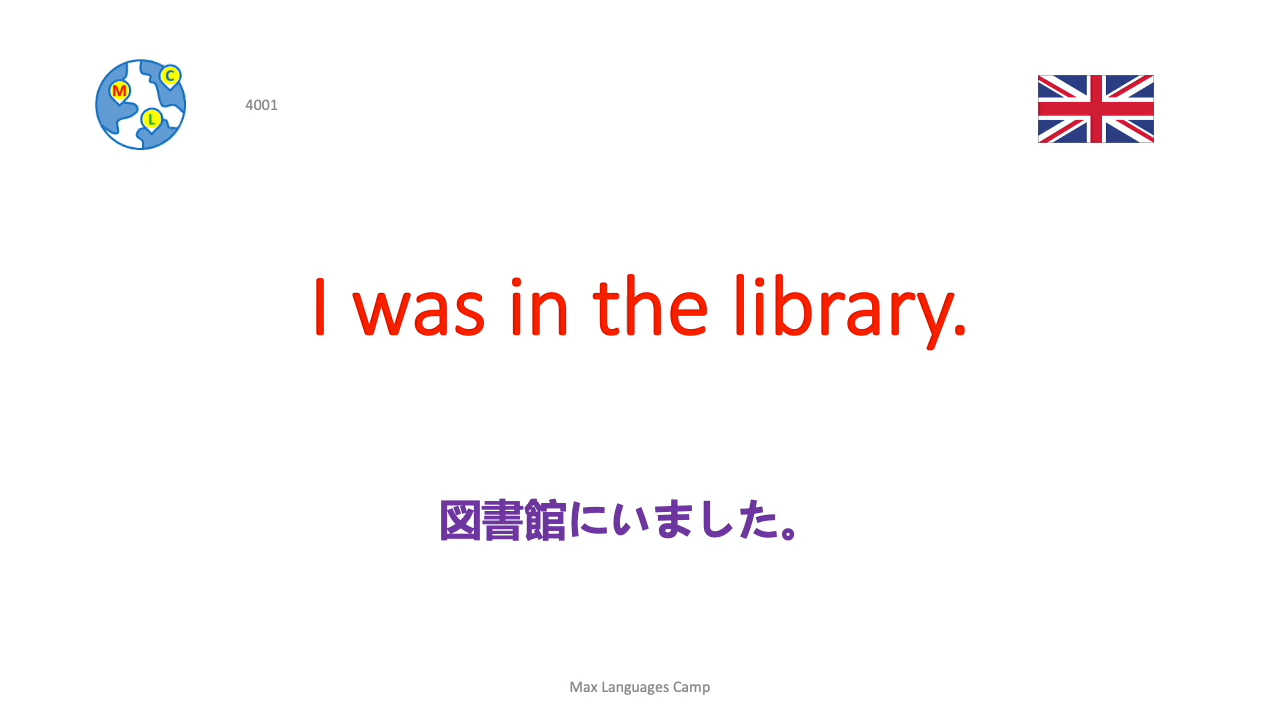 C
M
L
4001
I was in the library.
図書館にいました。
Max Languages Camp